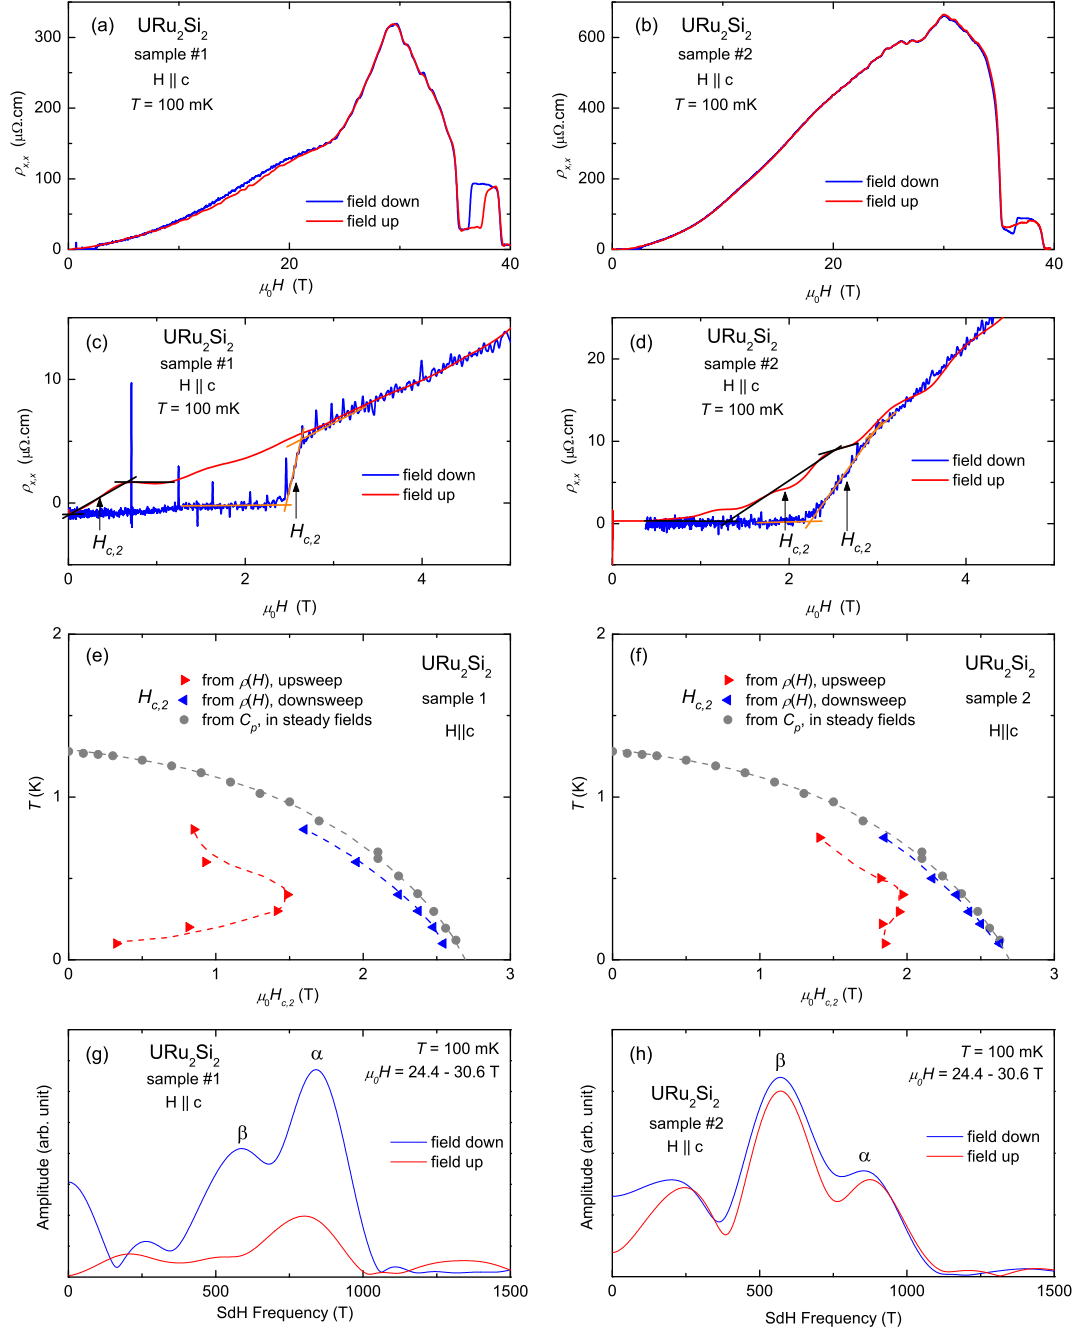 (a)
URu2Si2
sample #1
H || c
T = 100 mK
field down
field up
ρx,x (μΩ.cm)
300
200
100
0
0
20
40
μ0H (T)
(b)
URu2Si2
sample #2
H || c
T = 100 mK
field down
field up
ρx,x (μΩ.cm)
600
400
200
0
0
20
40
μ0H (T)
(c)
URu2Si2
sample #1
H || c
T = 100 mK
field down
field up
Hc,2
Hc,2
ρx,x (μΩ.cm)
10
0
0
2
4
μ0H (T)
(d)
URu2Si2
sample #2
H || c
T = 100 mK
field down
field up
Hc,2
Hc,2
ρx,x (μΩ.cm)
20
10
0
0
2
4
μ0H (T)
(e)
URu2Si2
sample 1
H||c
Hc,2
from ρ(H), upsweep
from ρ(H), downsweep
from Cp, in steady fields
T (K)
2
1
0
0
1
2
3
μ0Hc,2 (T)
(f)
URu2Si2
sample 2
H||c
Hc,2
from ρ(H), upsweep
from ρ(H), downsweep
from Cp, in steady fields
T (K)
2
1
0
0
1
2
3
μ0Hc,2 (T)
(g)
URu2Si2
sample #1
H || c
T = 100 mK
μ0H = 24.4 - 30.6 T
α
β
field down
field up
Amplitude (arb. unit)
0
500
1000
1500
SdH Frequency (T)
(h)
URu2Si2
sample #2
H || c
T = 100 mK
μ0H = 24.4 - 30.6 T
β
α
field down
field up
Amplitude (arb. unit)
0
500
1000
1500
SdH Frequency (T)